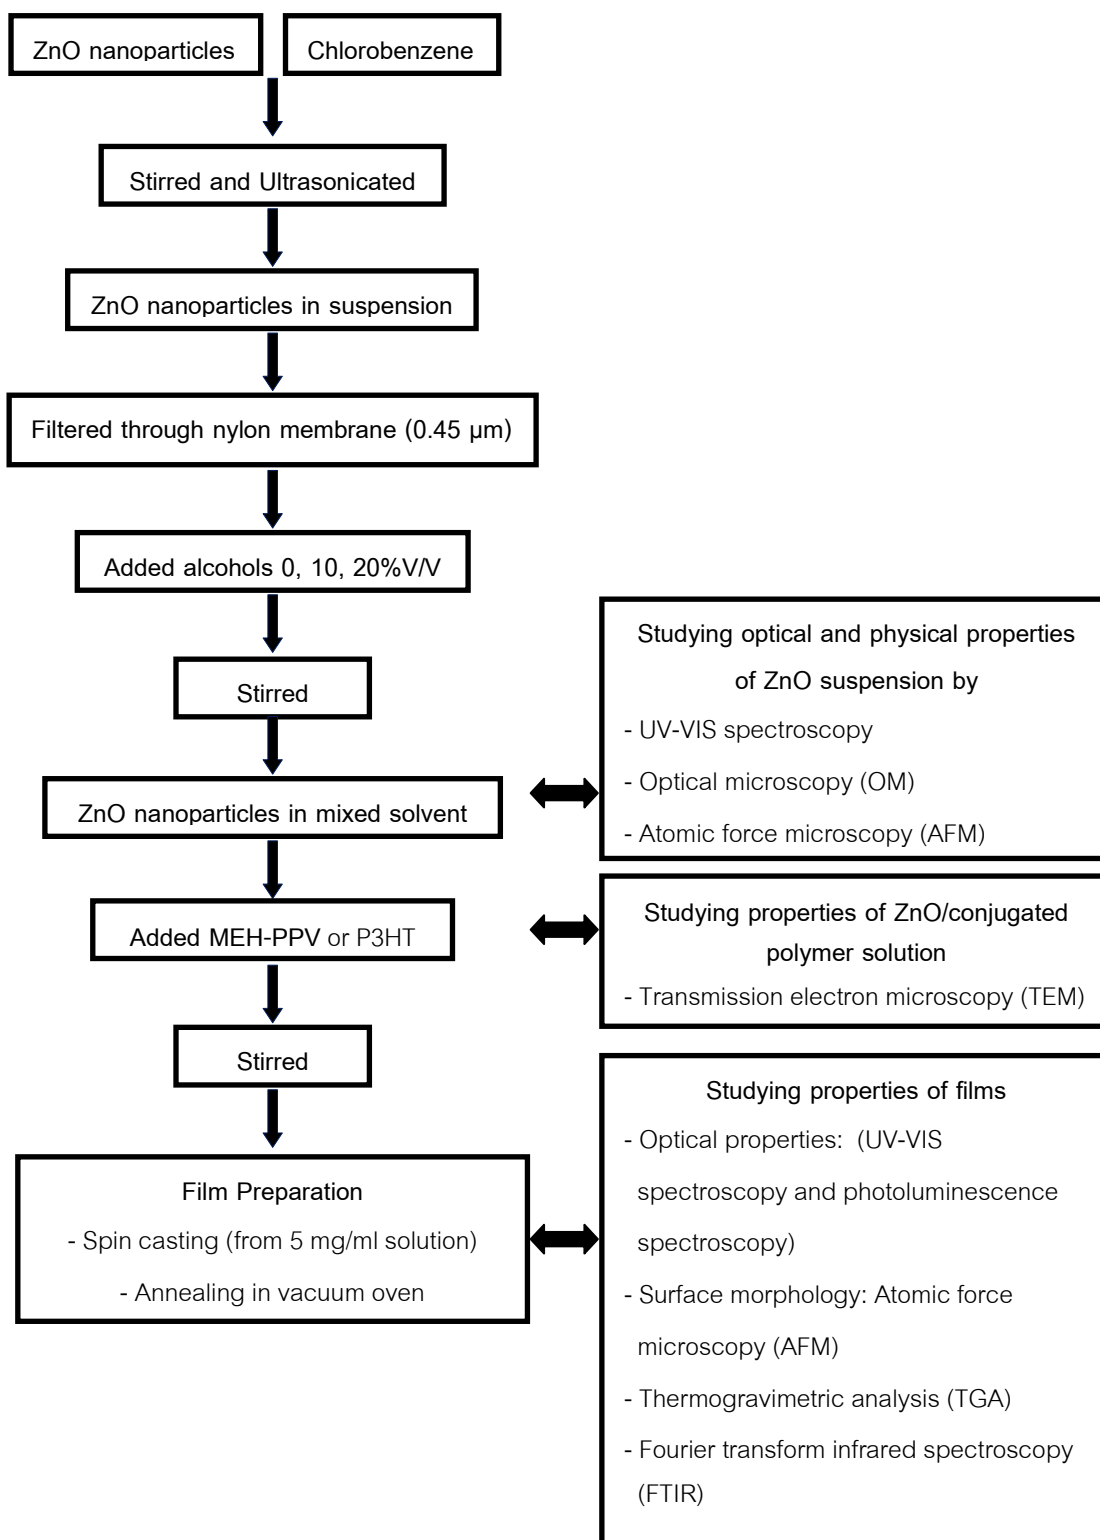 ZnO nanoparticles
Chlorobenzene
Stirred and Ultrasonicated
ZnO nanoparticles in suspension
Filtered through nylon membrane (0.45 µm)
Added alcohols 0, 10, 20%V/V
Stirred
ZnO nanoparticles in mixed solvent
Added MEH-PPV or P3HT
Stirred
Film Preparation
- Spin casting (from 5 mg/ml solution)
- Annealing in vacuum oven
Studying optical and physical properties
of ZnO suspension by
- UV-VIS spectroscopy
- Optical microscopy (OM)
- Atomic force microscopy (AFM)
Studying properties of ZnO/conjugated
polymer solution
- Transmission electron microscopy (TEM)
Studying properties of films
- Optical properties: (UV-VIS
spectroscopy and photoluminescence
spectroscopy)
- Surface morphology: Atomic force
microscopy (AFM)
- Thermogravimetric analysis (TGA)
- Fourier transform infrared spectroscopy
(FTIR)